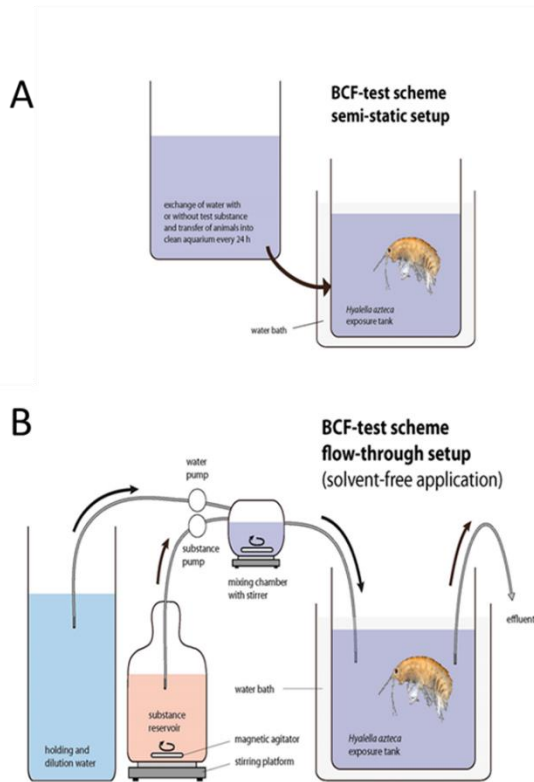 A
BCF-test scheme
semi-static setup
exchange of water with
or without test substance
and transfer of animals into
clean aquarium every 24 h
Hyalella azteca
exposure tank
water bath
B
BCF-test scheme
flow-through setup
(solvent-free application)
water
pump
substance
pump
mixing chamber
with stirrer
effluent
water bath
substance
reservoir
magnetic agitator
holding and
dilution water
stirring platform
Hyalella azteca
exposure tank